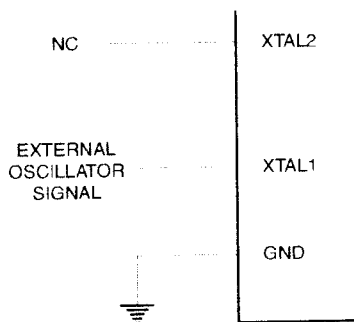 NC
XTAL2
EXTERNAL
OSCILLATOR
SIGNAL
XTAL1
GND